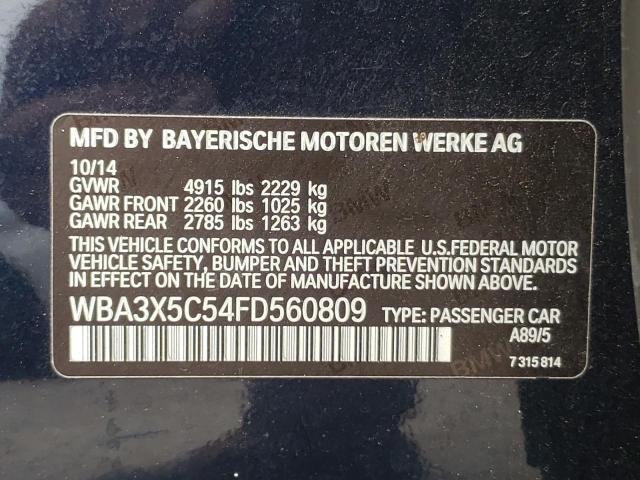 MFD BY BAYERISCHE MOTOREN WERKE AG
10/14
GVWR 4915 lbs 2229 kg
GAWR FRONT 2260 lbs 1025 kg
GAWR REAR 2785 lbs 1263 kg
THIS VEHICLE CONFORMS TO ALL APPLICABLE U.S.FEDERAL MOTOR
VEHICLE SAFETY, BUMPER AND THEFT PREVENTION STANDARDS
IN EFFECT ON THE DATE OF MANUFACTURE SHOWN ABOVE.
WBA3X5C54FD560809 TYPE: PASSENGER CAR
A89/5
7 315 814
BMW
BMW
BMW